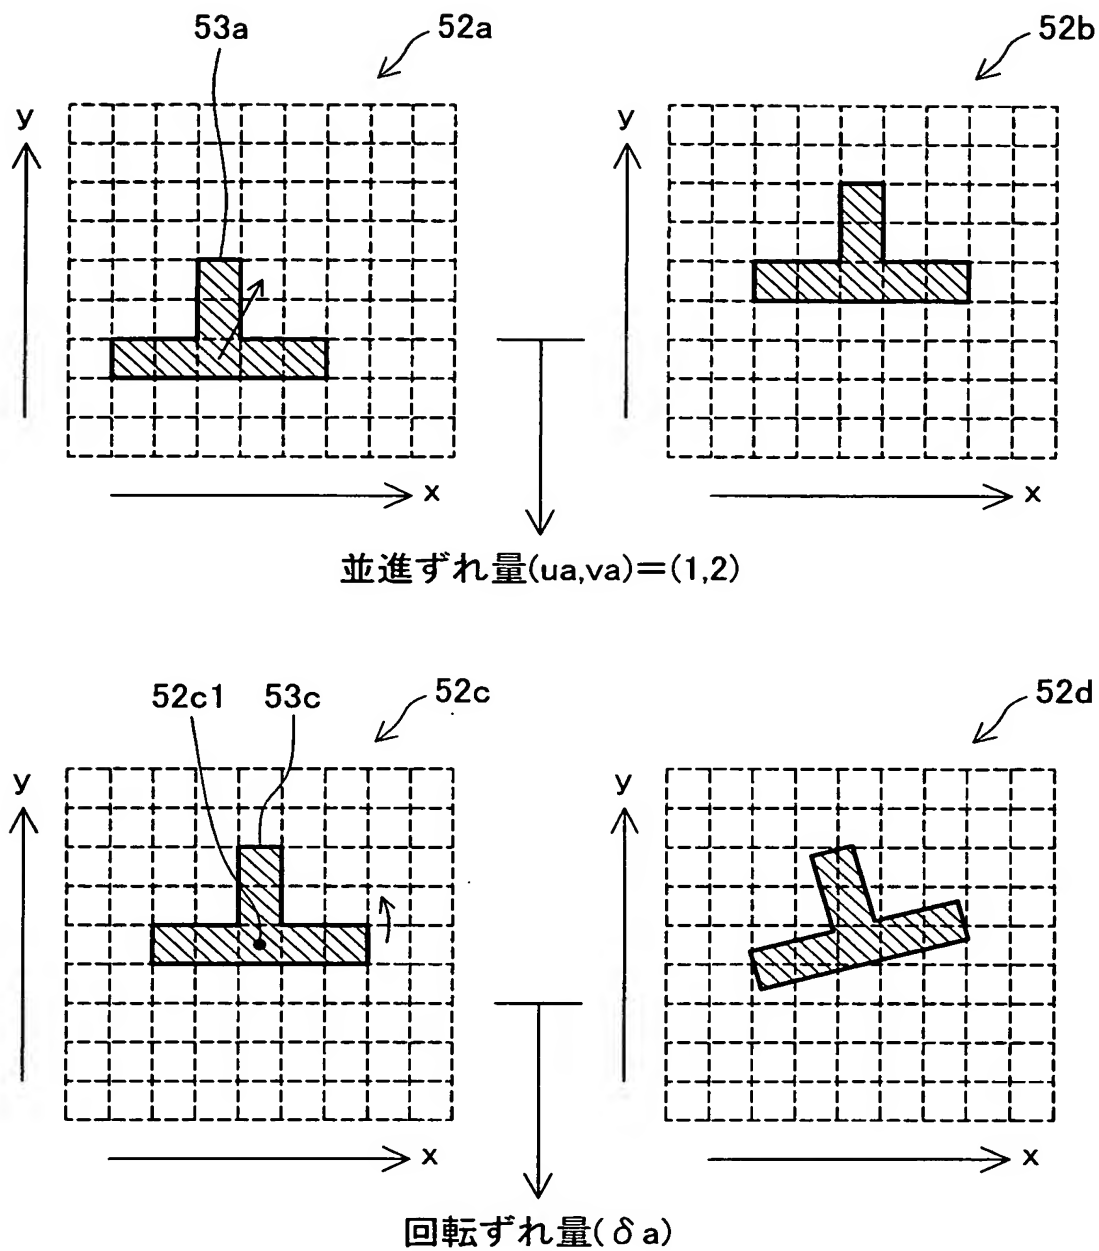 53a 52a 52b
y y
x x
並進ずれ量(ua,va)=(1,2)
52c1 53c 52c 52d
y y
x x
回転ずれ量(δa)